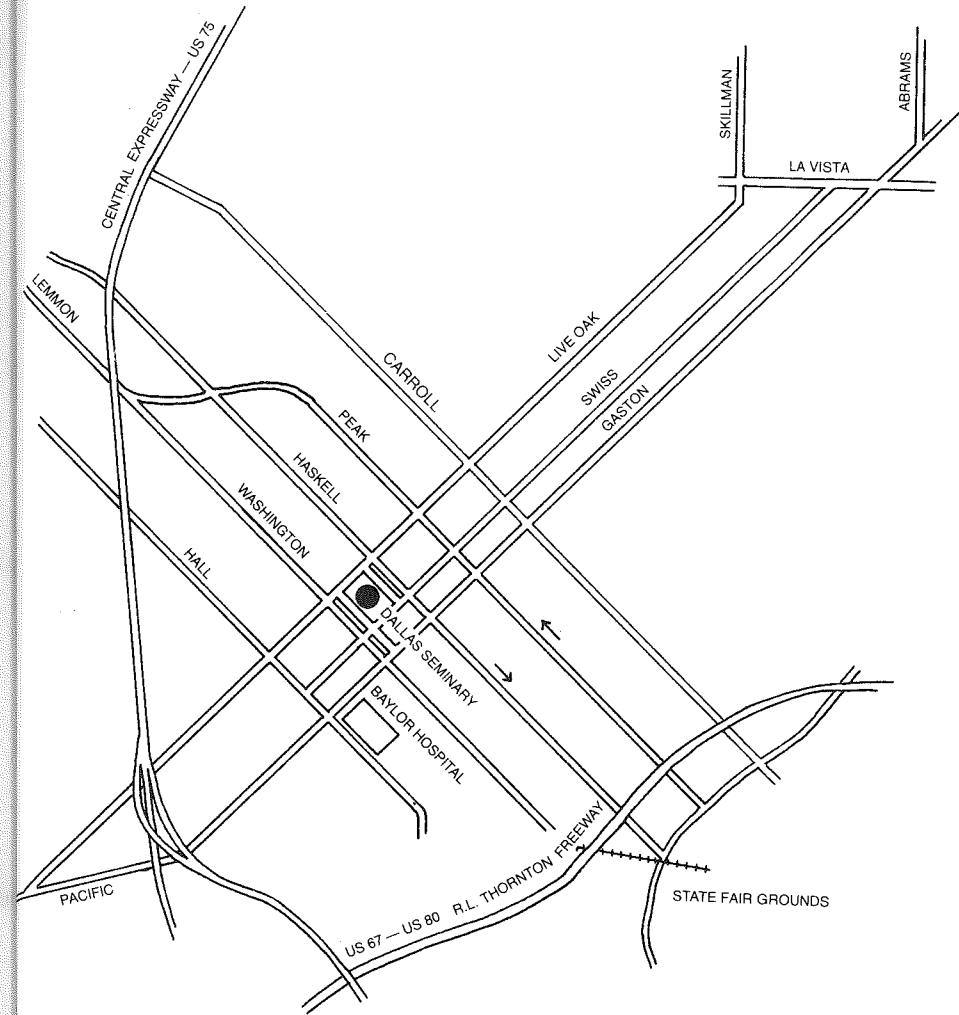 CENTRAL EXPRESSWAY — US 75
SKILLMAN
ABRAMS
LA VISTA
LEMMON
LIVE OAK
CARROLL
SWISS
GASTON
PEAK
HASKELL
WASHINGTON
HALL
DALLAS SEMINARY
BAYLOR HOSPITAL
PACIFIC
US 67 — US 80 R.L. THORNTON FREEWAY
STATE FAIR GROUNDS